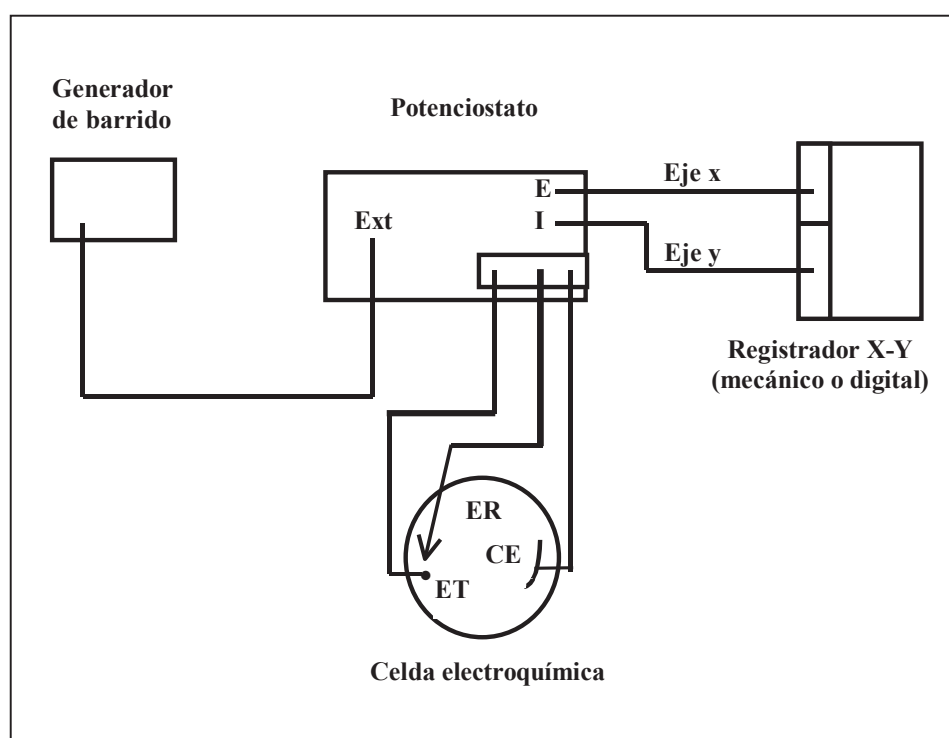 Generador
de barrido
Potenciostato
Ext
E
I
Eje x
Eje y
Registrador X-Y
(mecánico o digital)
ER
CE
ET
Celda electroquímica